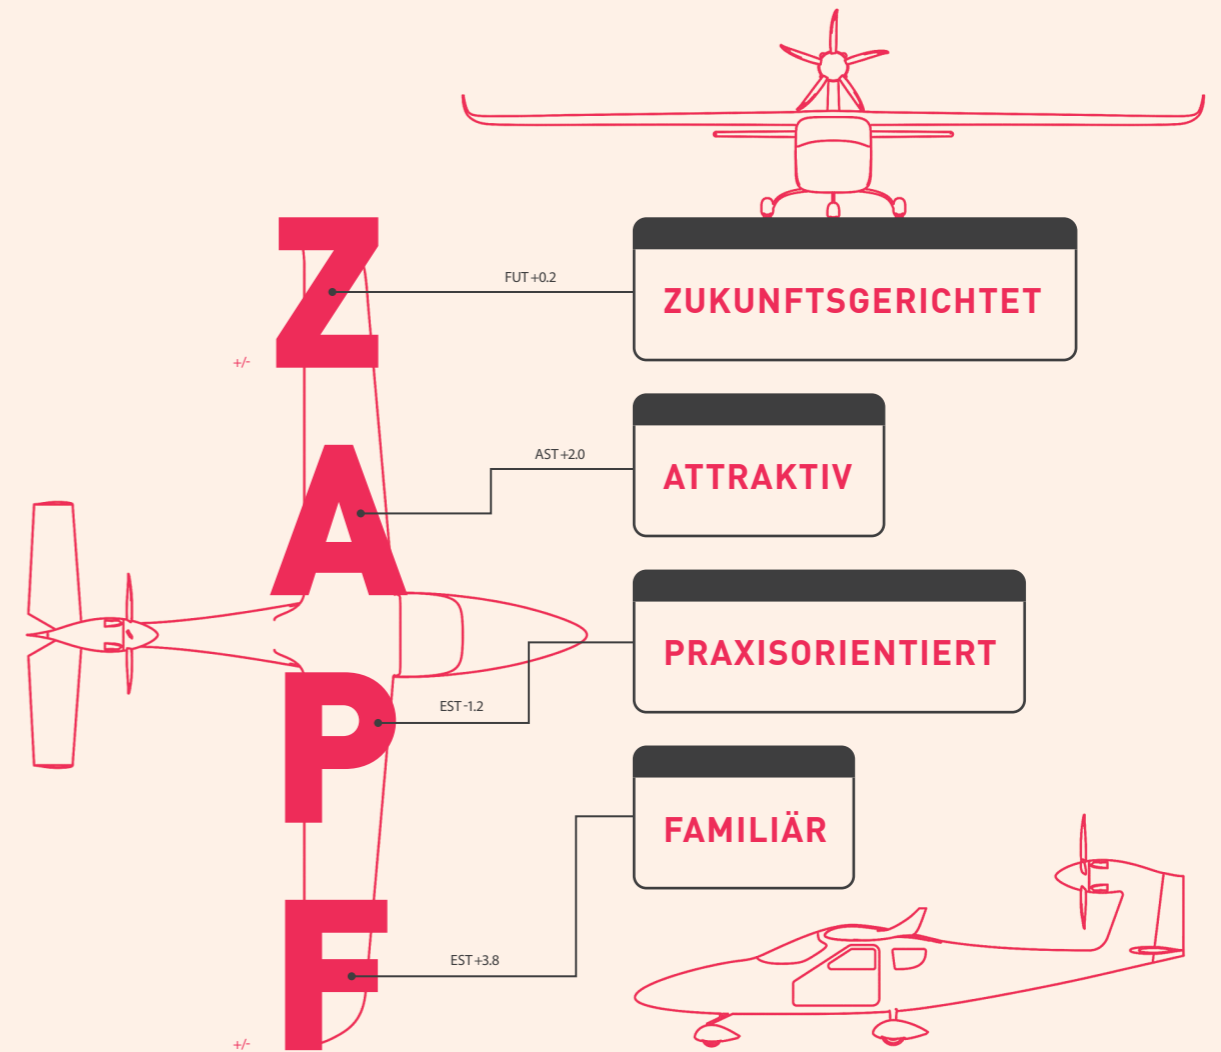 Z
FUT +0.2
ZUKUNFTSGERICHTET
+/-
A
AST +2.0
ATTRAKTIV
P
EST -1.2
PRAXISORIENTIERT
F
EST +3.8
FAMILIÄR
+/-